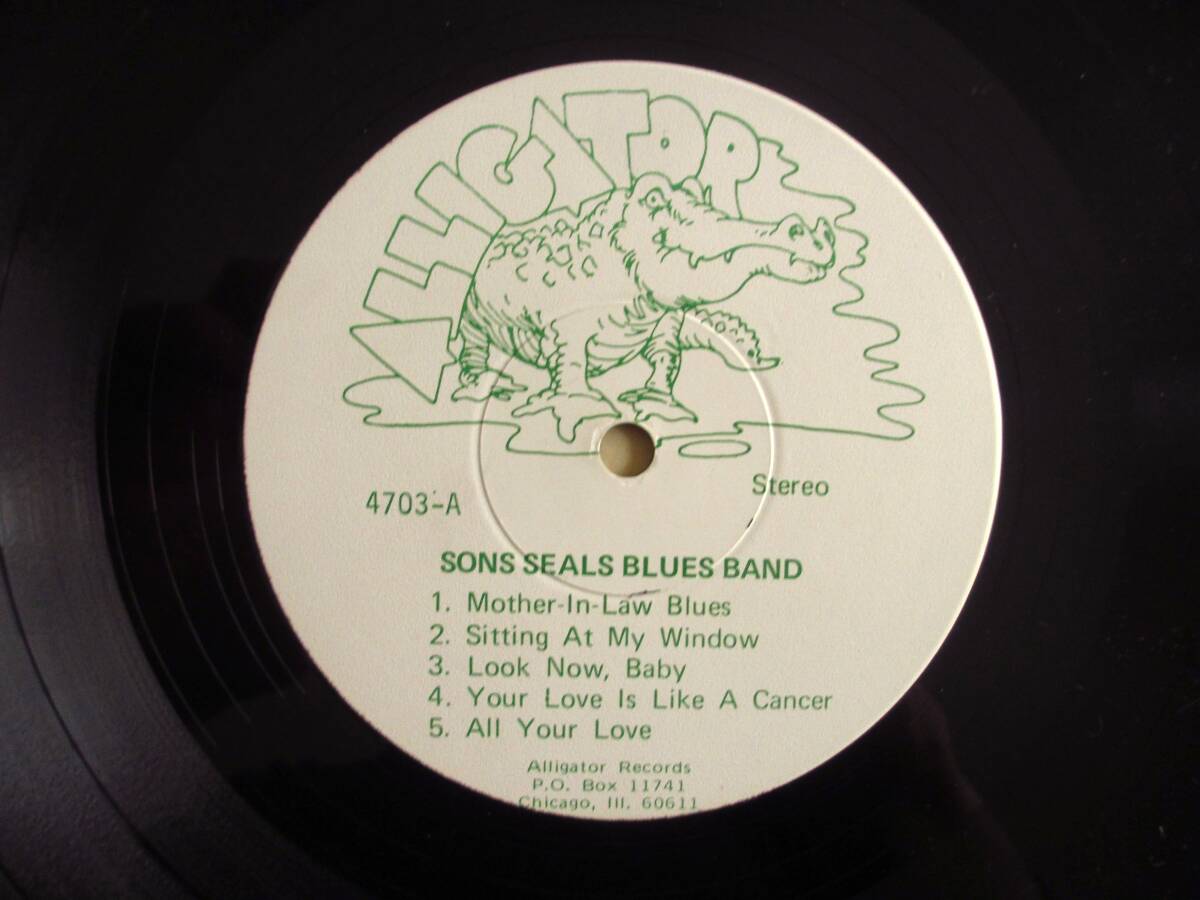 ALLIGATOR
Stereo
4703-A
SONS SEALS BLUES BAND
1. Mother-In-Law Blues
2. Sitting At My Window
3. Look Now, Baby
4. Your Love Is Like A Cancer
5. All Your Love
Alligator Records
P.O. Box 11741
Chicago, Ill. 60611